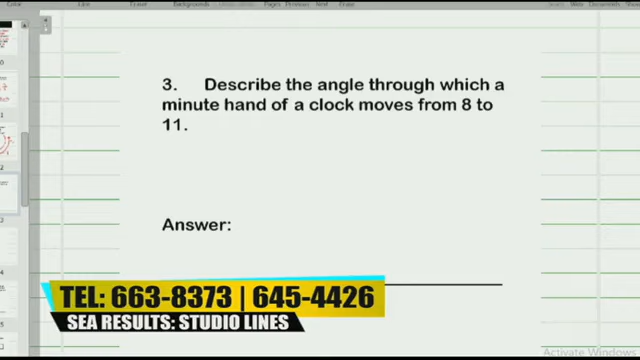 3. Describe the angle through which a
minute hand of a clock moves from 8 to
11.
Answer:
TEL: 663-8373 | 645-4426
SEA RESULTS: STUDIO LINES
Activate Windows